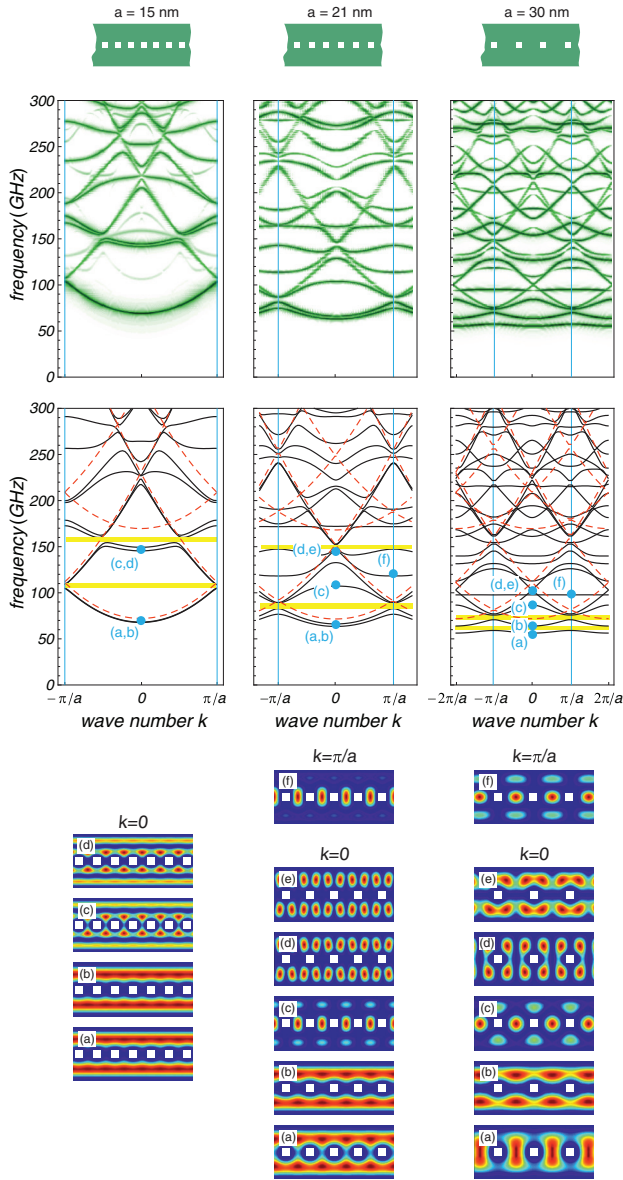 a = 15 nm a = 21 nm a = 30 nm
300
250
200
150
100
50
0
frequency (GHz)
300
250
200
150
100
50
0
frequency (GHz)
(c,d)
(a,b)
(d,e)
(f)
(c)
(a,b)
(d,e)
(f)
(c)
(b)
(a)
−π/a 0 π/a
−π/a 0 π/a
−2π/a −π/a 0 π/a 2π/a
wave number k wave number k wave number k
k=0
(d)
(c)
(b)
(a)
k=π/a
(f)
k=0
(e)
(d)
(c)
(b)
(a)
k=π/a
(f)
k=0
(e)
(d)
(c)
(b)
(a)